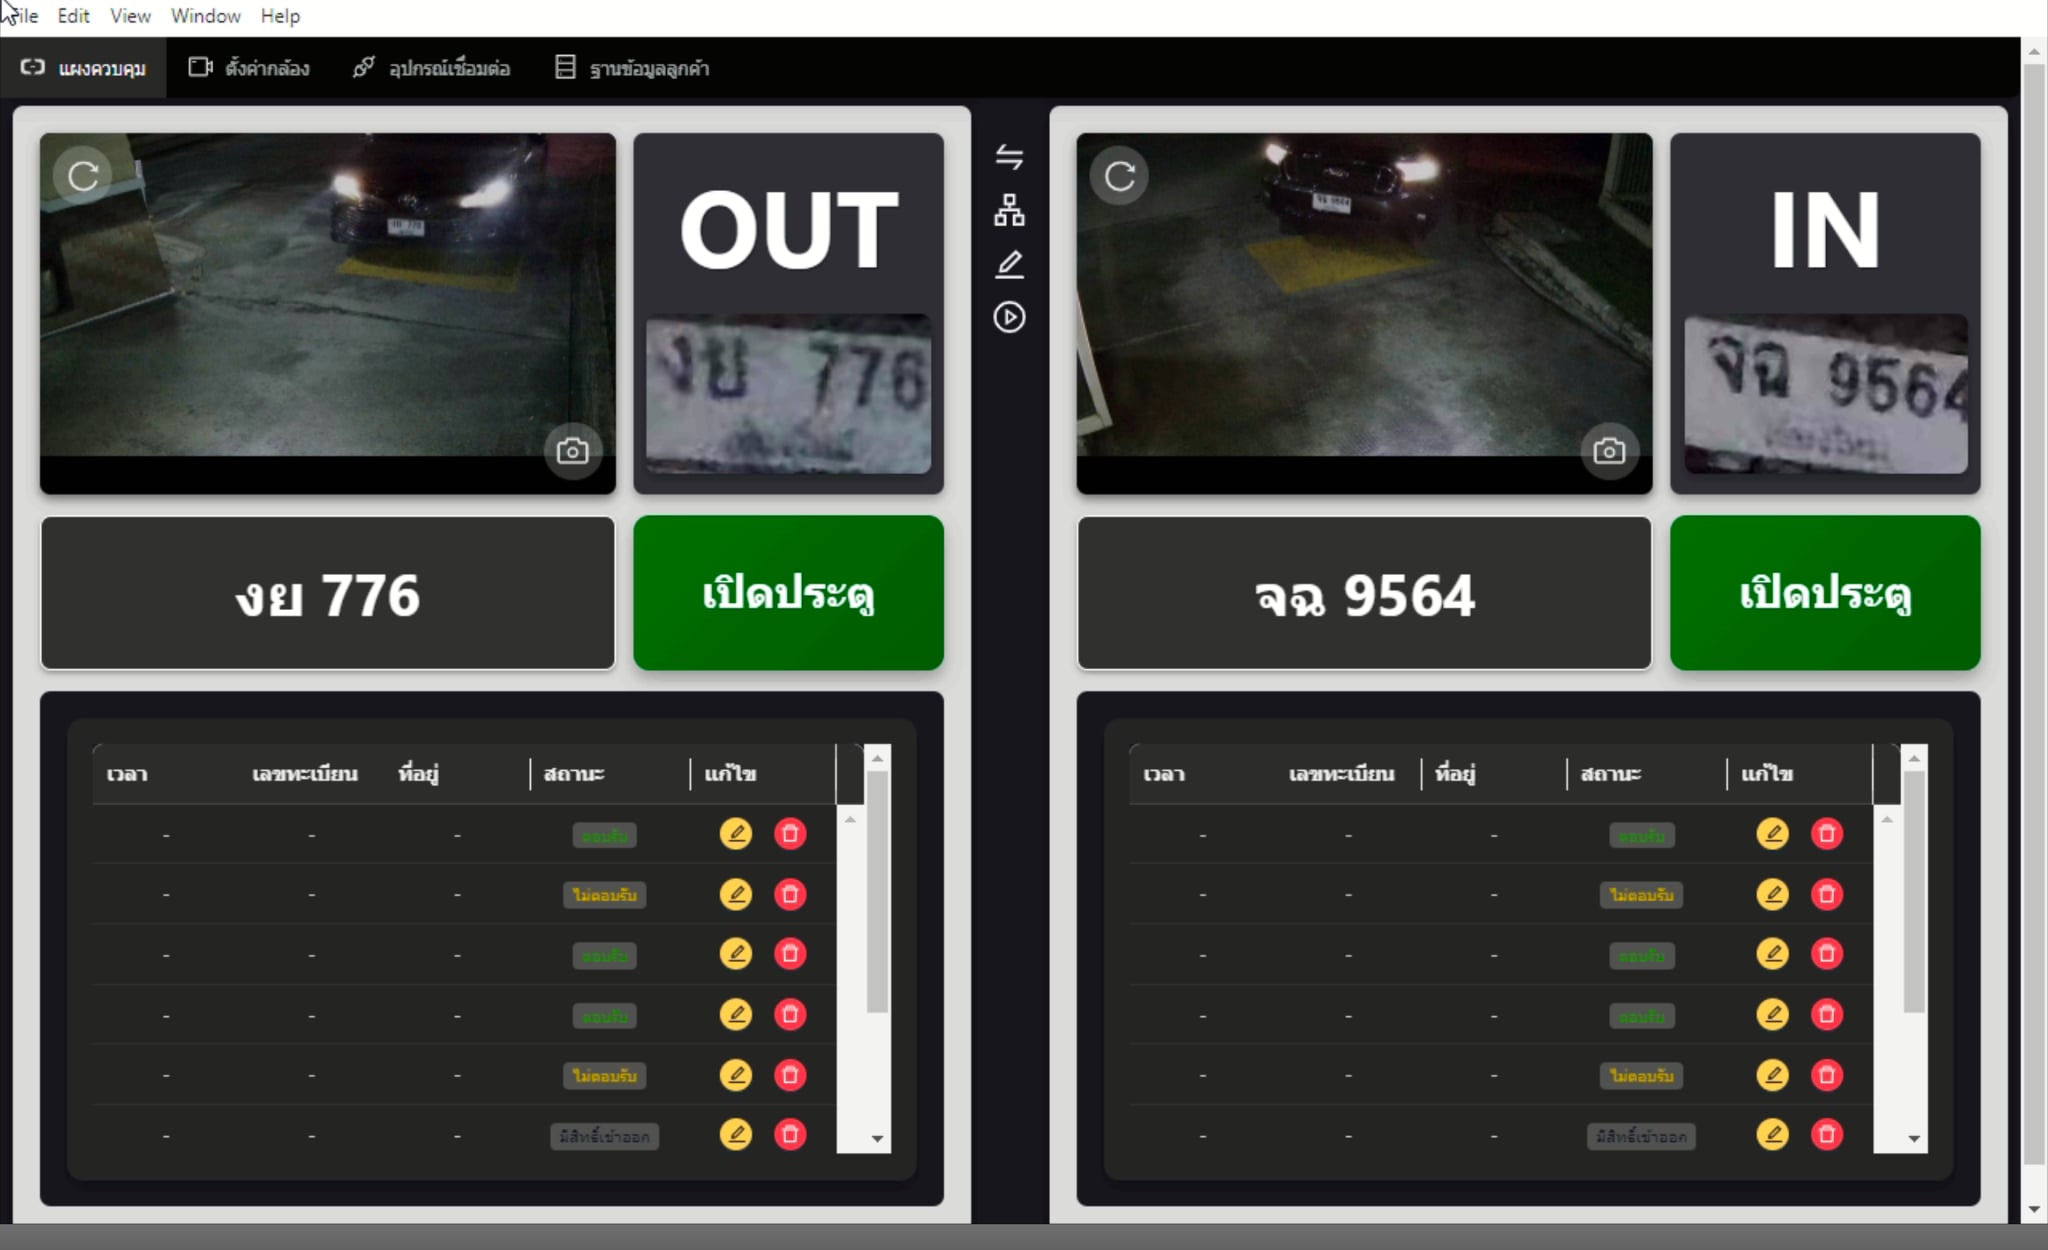 File Edit View Window Help
แผงควบคุม ตั้งค่ากล้อง อุปกรณ์เชื่อมต่อ ฐานข้อมูลลูกค้า
OUT
งย 776
งย 776
เปิดประตู
เวลา เลขทะเบียน ที่อยู่ สถานะ แก้ไข
- - - ตอบรับ
- - - ไม่ตอบรับ
- - - ตอบรับ
- - - ตอบรับ
- - - ไม่ตอบรับ
- - - มีสิทธิ์เข้าออก
IN
จฉ 9564
จฉ 9564
เปิดประตู
เวลา เลขทะเบียน ที่อยู่ สถานะ แก้ไข
- - - ตอบรับ
- - - ไม่ตอบรับ
- - - ตอบรับ
- - - ตอบรับ
- - - ไม่ตอบรับ
- - - มีสิทธิ์เข้าออก